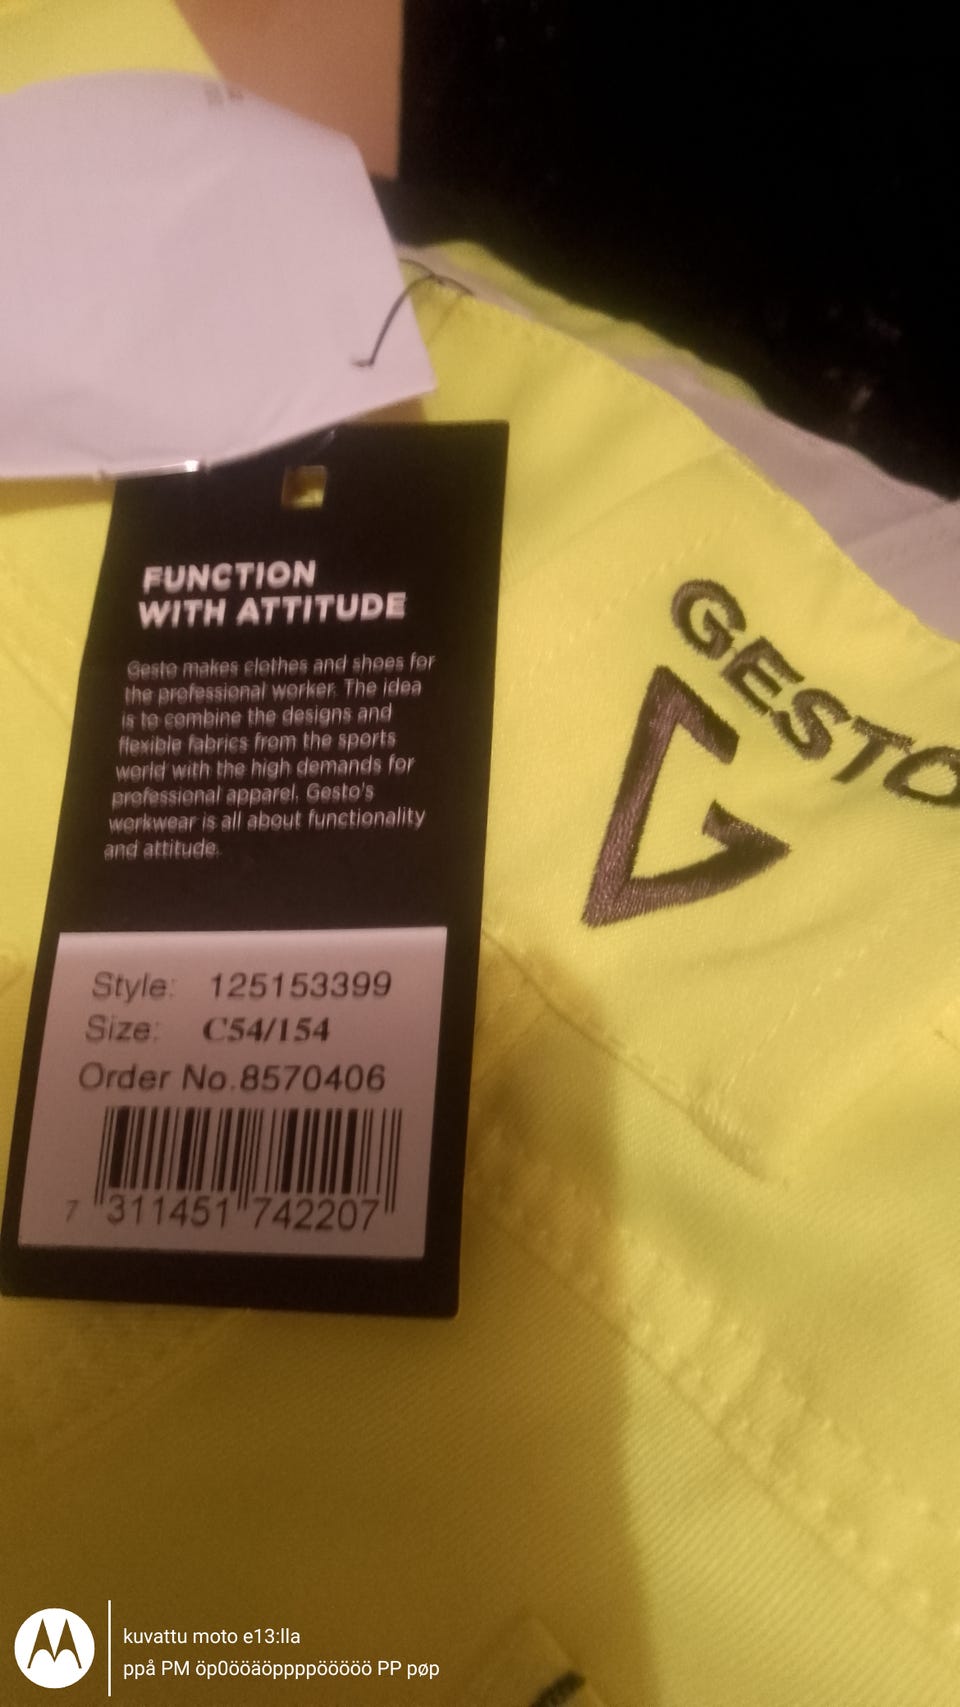 FUNCTION
WITH ATTITUDE
Gesto makes clothes and shoes for
the professional worker. The idea
is to combine the designs and
flexible fabrics from the sports
world with the high demands for
professional apparel. Gesto's
workwear is all about functionality
and attitude.
Style: 125153399
Size: C54/154
Order No.8570406
7 311451 742207
GESTO
kuvattu moto e13:lla
ppå PM öp0ööäöppppööööö PP pøp